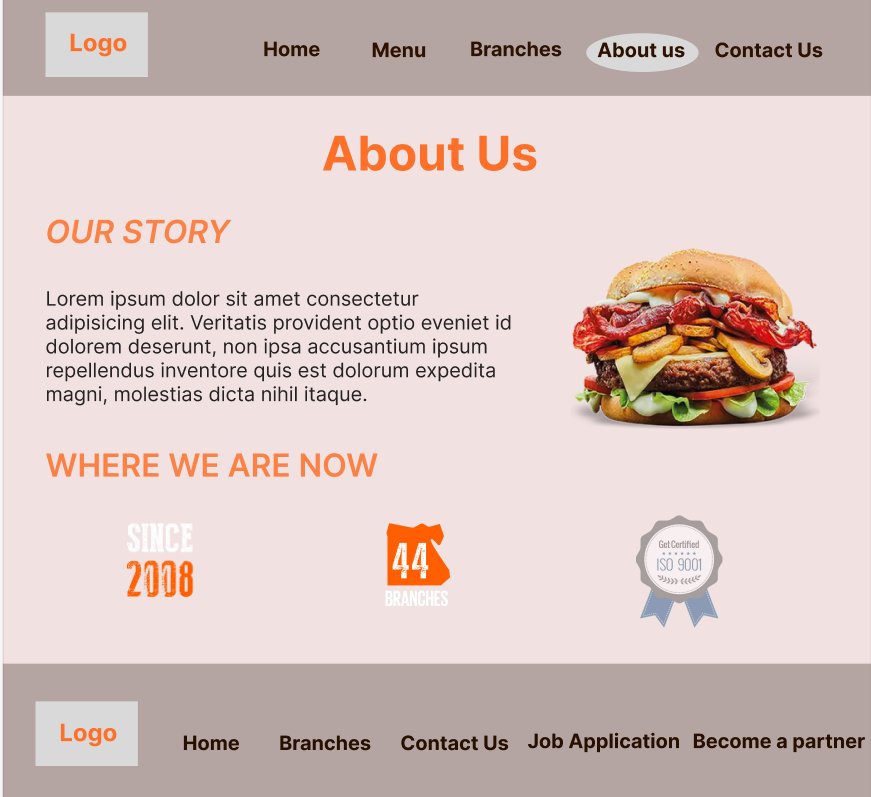 Logo
Home Menu Branches About us Contact Us
About Us
OUR STORY
Lorem ipsum dolor sit amet consectetur
adipisicing elit. Veritatis provident optio eveniet id
dolorem deserunt, non ipsa accusantium ipsum
repellendus inventore quis est dolorum expedita
magni, molestias dicta nihil itaque.
WHERE WE ARE NOW
SINCE
2008
44
BRANCHES
Get Certified
ISO 9001
Logo
Home Branches Contact Us Job Application Become a partner